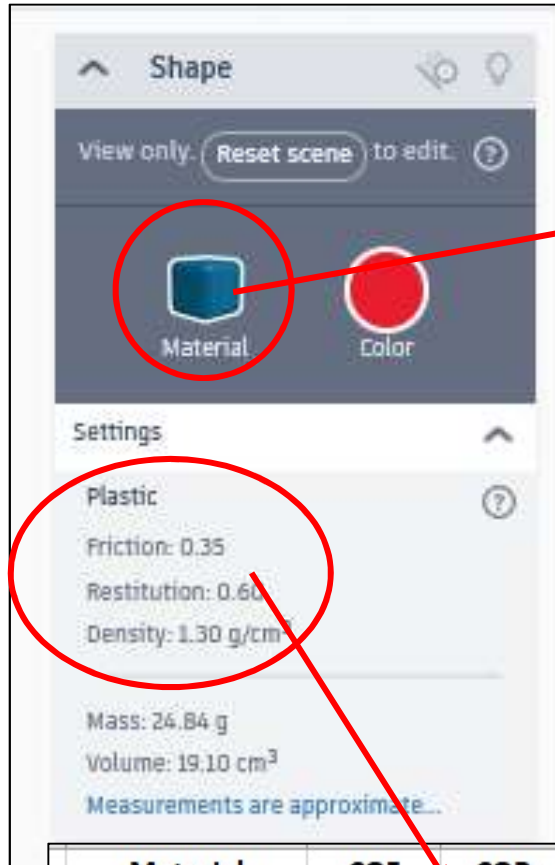 Shape
View only. Reset scene to edit. ?
Material Color
Settings
Plastic ?
Friction: 0.35
Restitution: 0.60
Density: 1.30 g/cm³
Mass: 24.84 g
Volume: 19.10 cm³
Measurements are approximate...